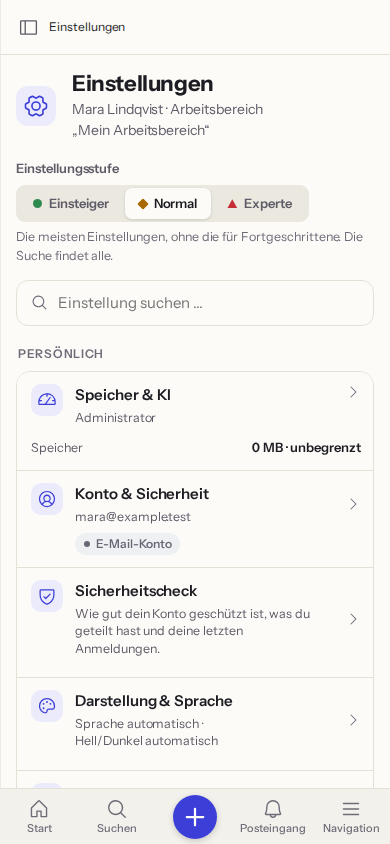 Einstellungen
Einstellungen
Mara Lindqvist · Arbeitsbereich
„Mein Arbeitsbereich“
Einstellungsstufe
Einsteiger Normal Experte
Die meisten Einstellungen, ohne die für Fortgeschrittene. Die
Suche findet alle.
Einstellung suchen …
PERSÖNLICH
Speicher & KI
Administrator
Speicher 0 MB · unbegrenzt
Konto & Sicherheit
mara@example.test
E-Mail-Konto
Sicherheitscheck
Wie gut dein Konto geschützt ist, was du
geteilt hast und deine letzten
Anmeldungen.
Darstellung & Sprache
Sprache automatisch ·
Hell/Dunkel automatisch
Start Suchen Posteingang Navigation